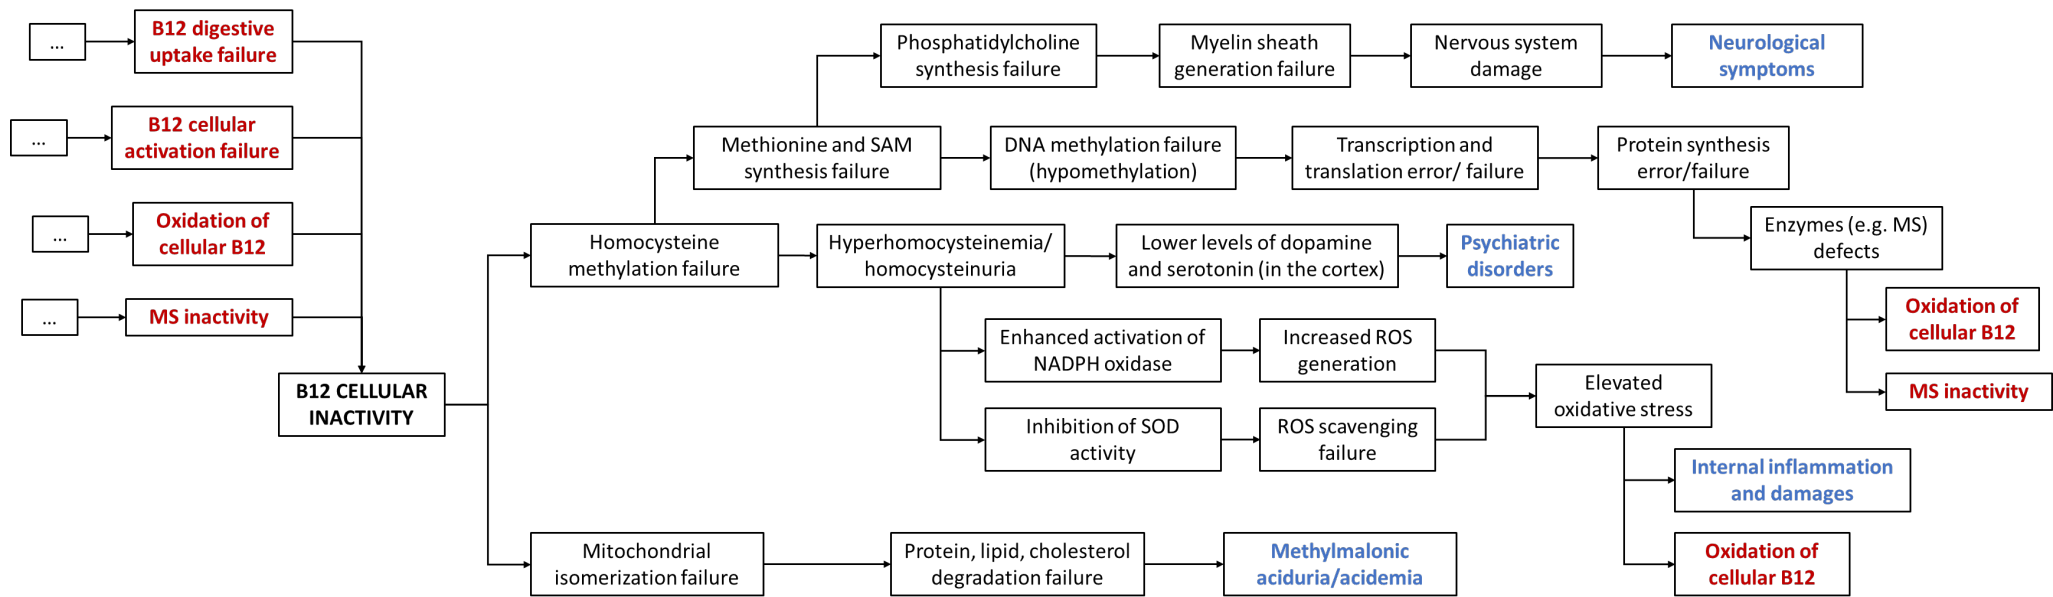 ...
B12 digestive
uptake failure
...
B12 cellular
activation failure
...
Oxidation of
cellular B12
...
MS inactivity
B12 CELLULAR
INACTIVITY
Phosphatidylcholine
synthesis failure
Myelin sheath
generation failure
Nervous system
damage
Neurological
symptoms
Methionine and SAM
synthesis failure
DNA methylation failure
(hypomethylation)
Transcription and
translation error/ failure
Protein synthesis
error/failure
Enzymes (e.g. MS)
defects
Oxidation of
cellular B12
MS inactivity
Homocysteine
methylation failure
Hyperhomocysteinemia/
homocysteinuria
Lower levels of dopamine
and serotonin (in the cortex)
Psychiatric
disorders
Enhanced activation of
NADPH oxidase
Increased ROS
generation
Inhibition of SOD
activity
ROS scavenging
failure
Elevated
oxidative stress
Internal inflammation
and damages
Oxidation of
cellular B12
Mitochondrial
isomerization failure
Protein, lipid, cholesterol
degradation failure
Methylmalonic
aciduria/acidemia